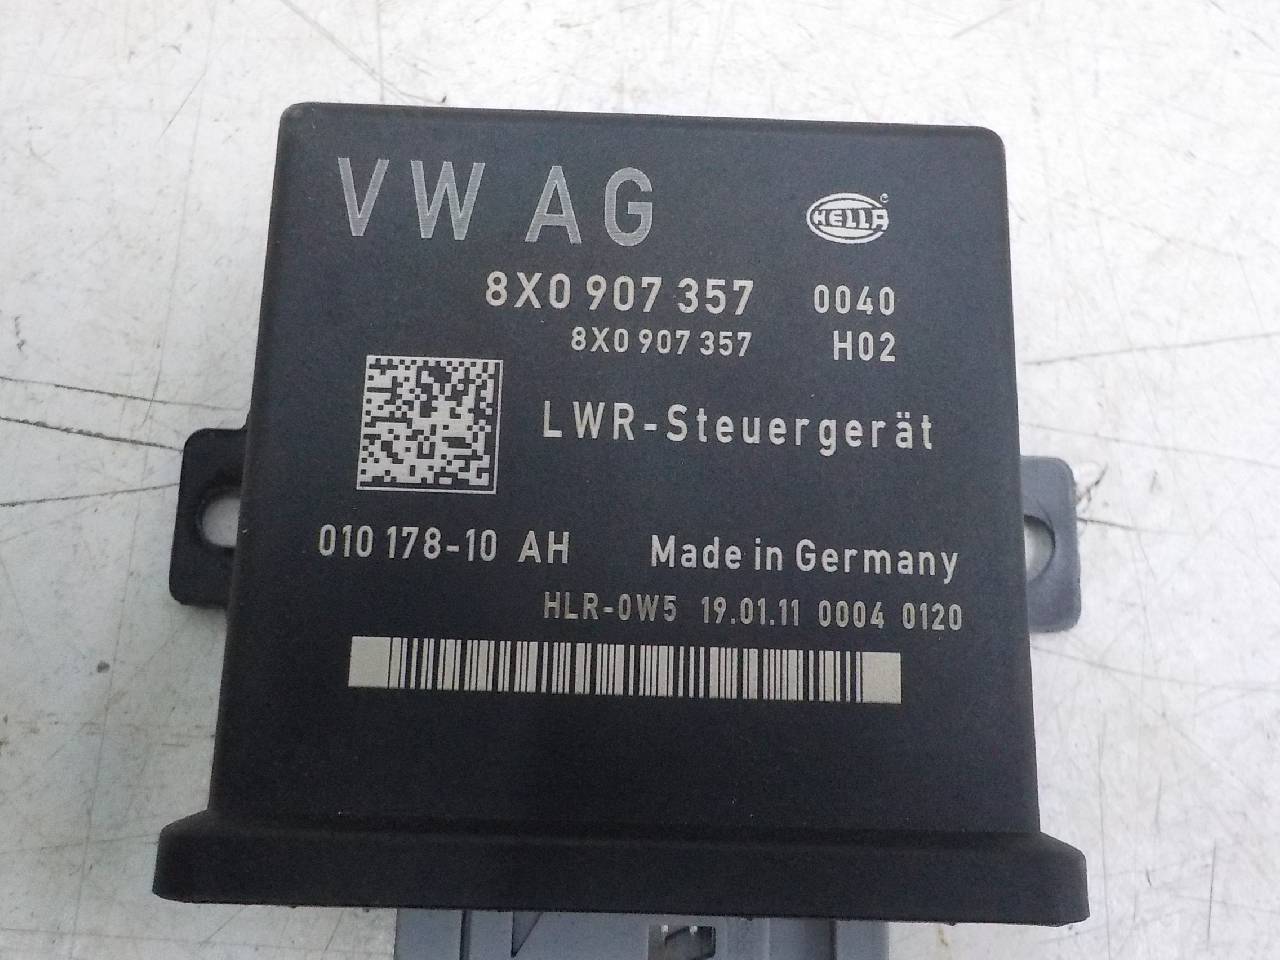 VW AG
HELLA
8X0 907 357 0040
8X0 907 357 H02
LWR-Steuergerät
010 178-10 AH Made in Germany
HLR-0W5 19.01.11 0004 0120